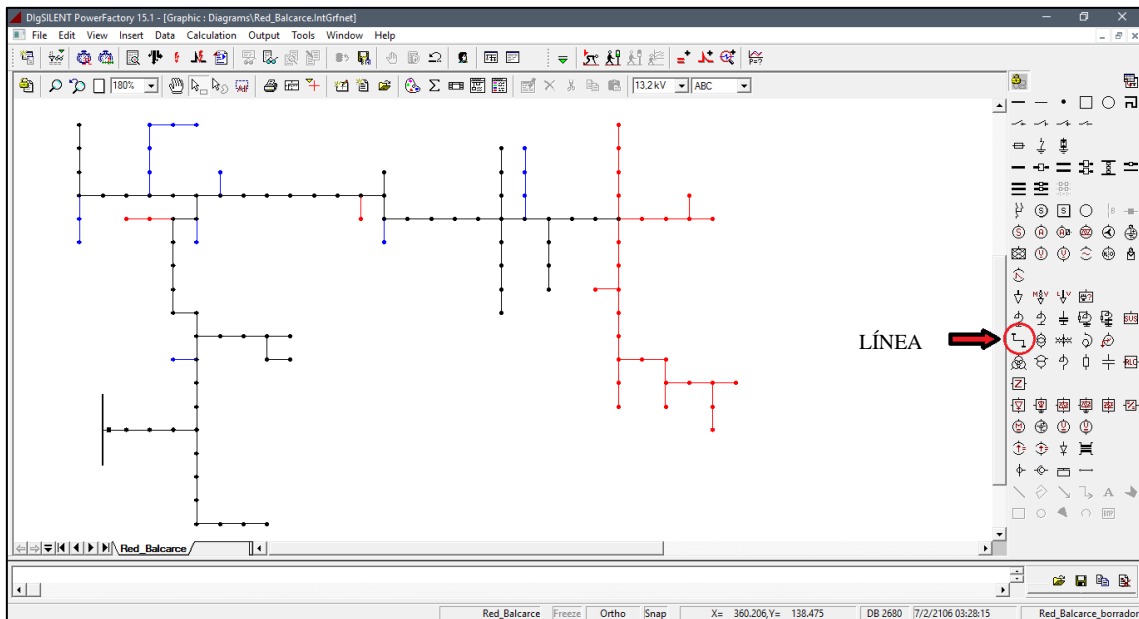 DIgSILENT PowerFactory 15.1 - [Graphic : Diagrams\Red_Balcarce.IntGrfnet]
File Edit View Insert Data Calculation Output Tools Window Help
180% 13,2 kV ABC
LÍNEA
Red_Balcarce
Red_Balcarce Freeze Ortho Snap X= 360.206,Y= 138.475 DB 2680 7/2/2106 03:28:15 Red_Balcarce_borrador